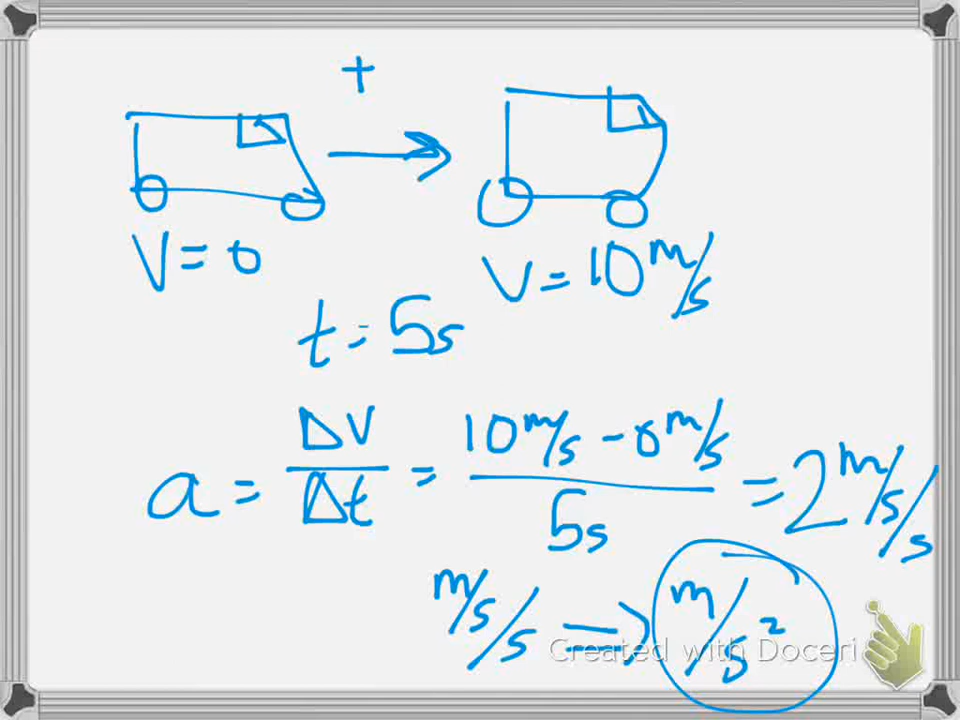 +
V = 0
V = 10 m/s
t = 5s
a = ΔV/Δt = (10 m/s - 0 m/s)/5s = 2 m/s/s
m/s/s → m/s²
Created with Doceri